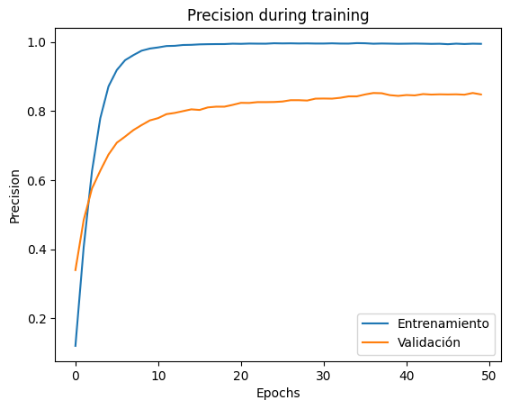 Precision during training
1.0
0.8
0.6
0.4
0.2
Precision
0
10
20
30
40
50
Epochs
Entrenamiento
Validación